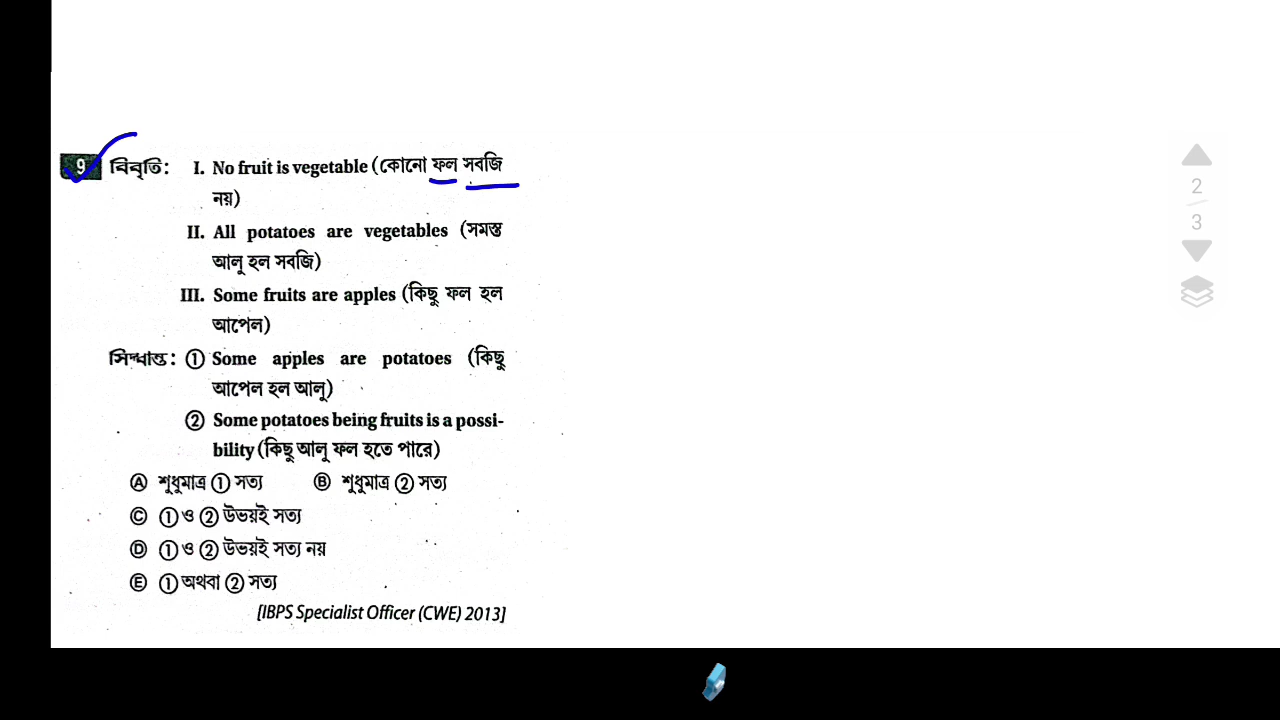 9 বিবৃতি: I. No fruit is vegetable (কোনো ফল সবজি
নয়)
II. All potatoes are vegetables (সমস্ত
আলু হল সবজি)
III. Some fruits are apples (কিছু ফল হল
আপেল)
সিদ্ধান্ত: ① Some apples are potatoes (কিছু
আপেল হল আলু)
② Some potatoes being fruits is a possi-
bility (কিছু আলু ফল হতে পারে)
Ⓐ শুধুমাত্র ① সত্য Ⓑ শুধুমাত্র ② সত্য
Ⓒ ① ও ② উভয়ই সত্য
Ⓓ ① ও ② উভয়ই সত্য নয়
Ⓔ ① অথবা ② সত্য
[IBPS Specialist Officer (CWE) 2013]
2
3